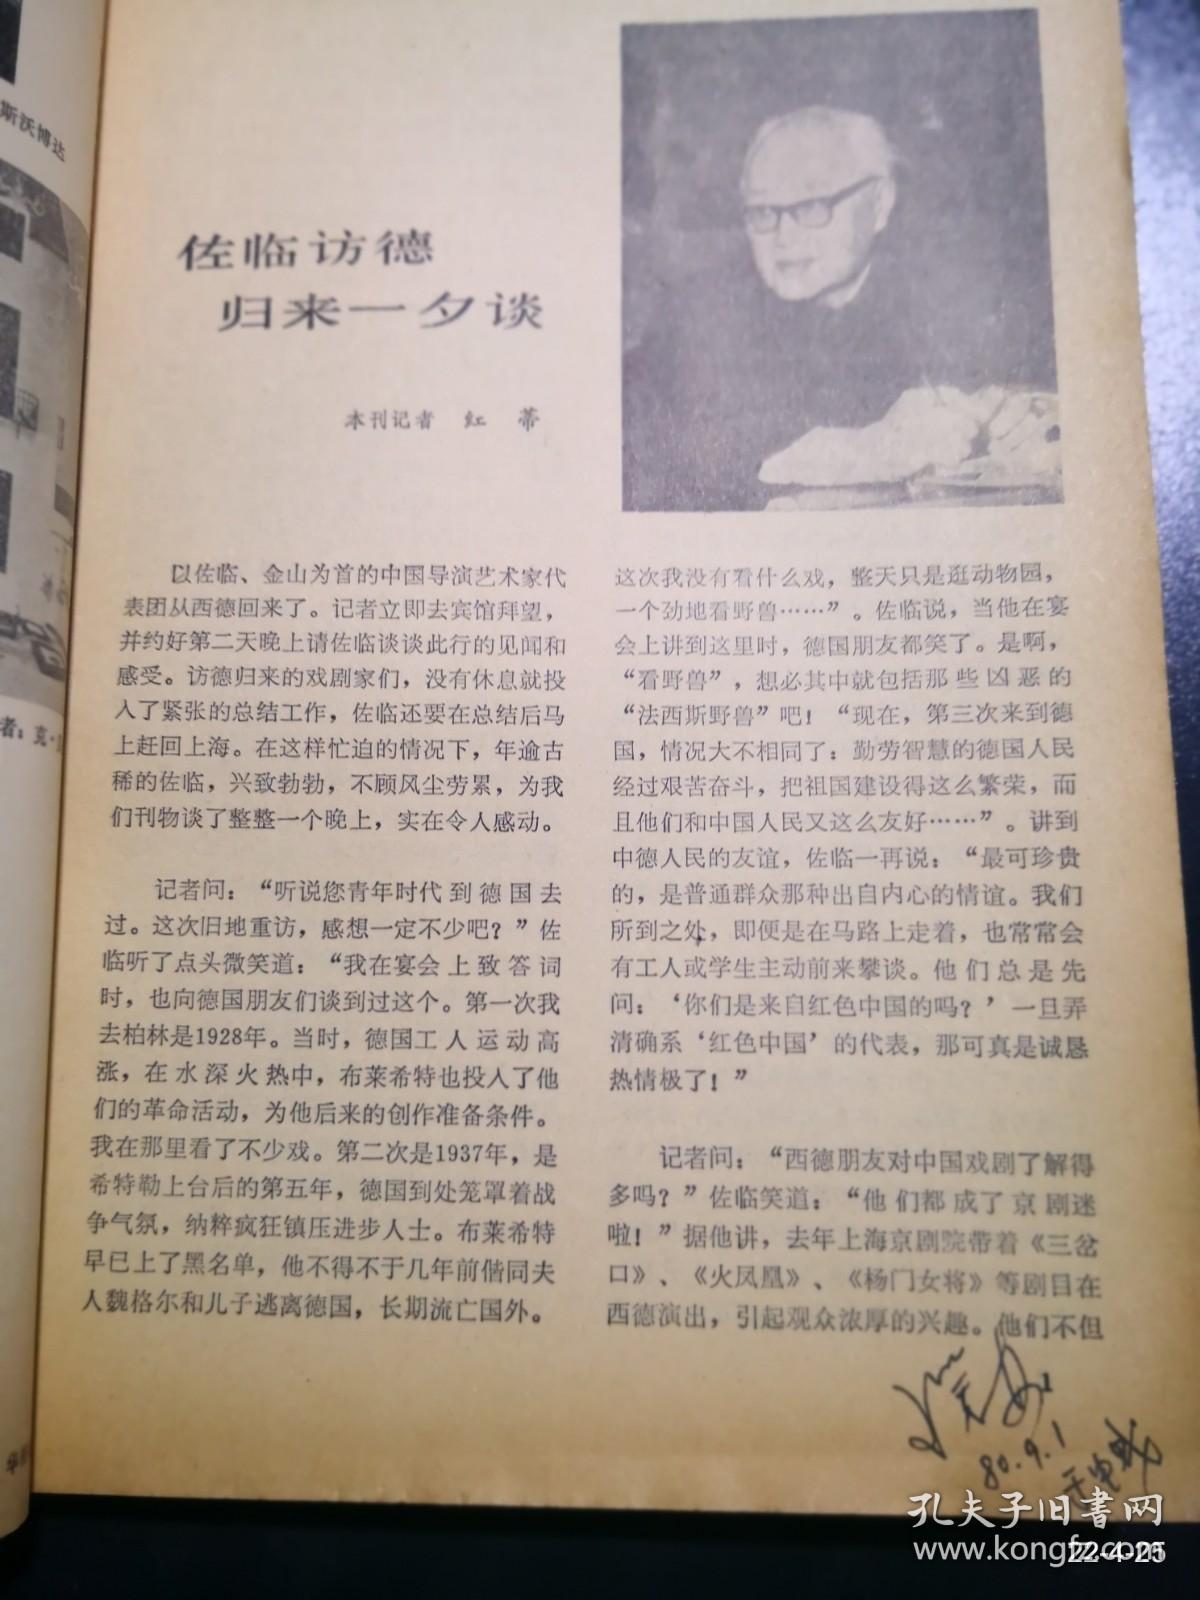 斯沃博达
佐临访德
归来一夕谈
本刊记者 红 蒂
以佐临、金山为首的中国导演艺术家代
表团从西德回来了。记者立即去宾馆拜望，
并约好第二天晚上请佐临谈谈此行的见闻和
感受。访德归来的戏剧家们，没有休息就投
入了紧张的总结工作，佐临还要在总结后马
上赶回上海。在这样忙迫的情况下，年逾古
稀的佐临，兴致勃勃，不顾风尘劳累，为我
们刊物谈了整整一个晚上，实在令人感动。
记者问：“听说您青年时代到德国去
过。这次旧地重访，感想一定不少吧？”佐
临听了点头微笑道：“我在宴会上致答词
时，也向德国朋友们谈到过这个。第一次我
去柏林是1928年。当时，德国工人运动高
涨，在水深火热中，布莱希特也投入了他
们的革命活动，为他后来的创作准备条件。
我在那里看了不少戏。第二次是1937年，是
希特勒上台后的第五年，德国到处笼罩着战
争气氛，纳粹疯狂镇压进步人士。布莱希特
早已上了黑名单，他不得不于几年前偕同夫
人魏格尔和儿子逃离德国，长期流亡国外。
这次我没有看什么戏，整天只是逛动物园，
一个劲地看野兽……”。佐临说，当他在宴
会上讲到这里时，德国朋友都笑了。是啊，
“看野兽”，想必其中就包括那些凶恶的
“法西斯野兽”吧！“现在，第三次来到德
国，情况大不相同了：勤劳智慧的德国人民
经过艰苦奋斗，把祖国建设得这么繁荣，而
且他们和中国人民又这么友好……”。讲到
中德人民的友谊，佐临一再说：“最可珍贵
的，是普通群众那种出自内心的情谊。我们
所到之处，即便是在马路上走着，也常常会
有工人或学生主动前来攀谈。他们总是先
问：‘你们是来自红色中国的吗？’一旦弄
清确系‘红色中国’的代表，那可真是诚恳
热情极了！”
记者问：“西德朋友对中国戏剧了解得
多吗？”佐临笑道：“他们都成了京剧迷
啦！”据他讲，去年上海京剧院带着《三岔
口》、《火凤凰》、《杨门女将》等剧目在
西德演出，引起观众浓厚的兴趣。他们不但
80.9.1
孔夫子旧书网
www.kongfz.com
22-4-25